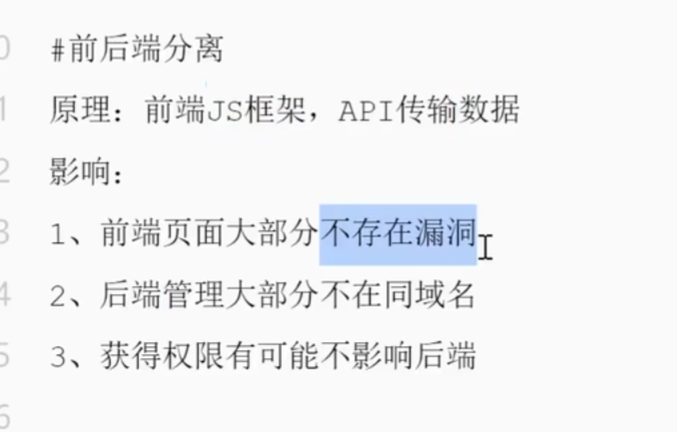 0 #前后端分离
1 原理：前端JS框架，API传输数据
2 影响：
3 1、前端页面大部分不存在漏洞
4 2、后端管理大部分不在同域名
5 3、获得权限有可能不影响后端
6